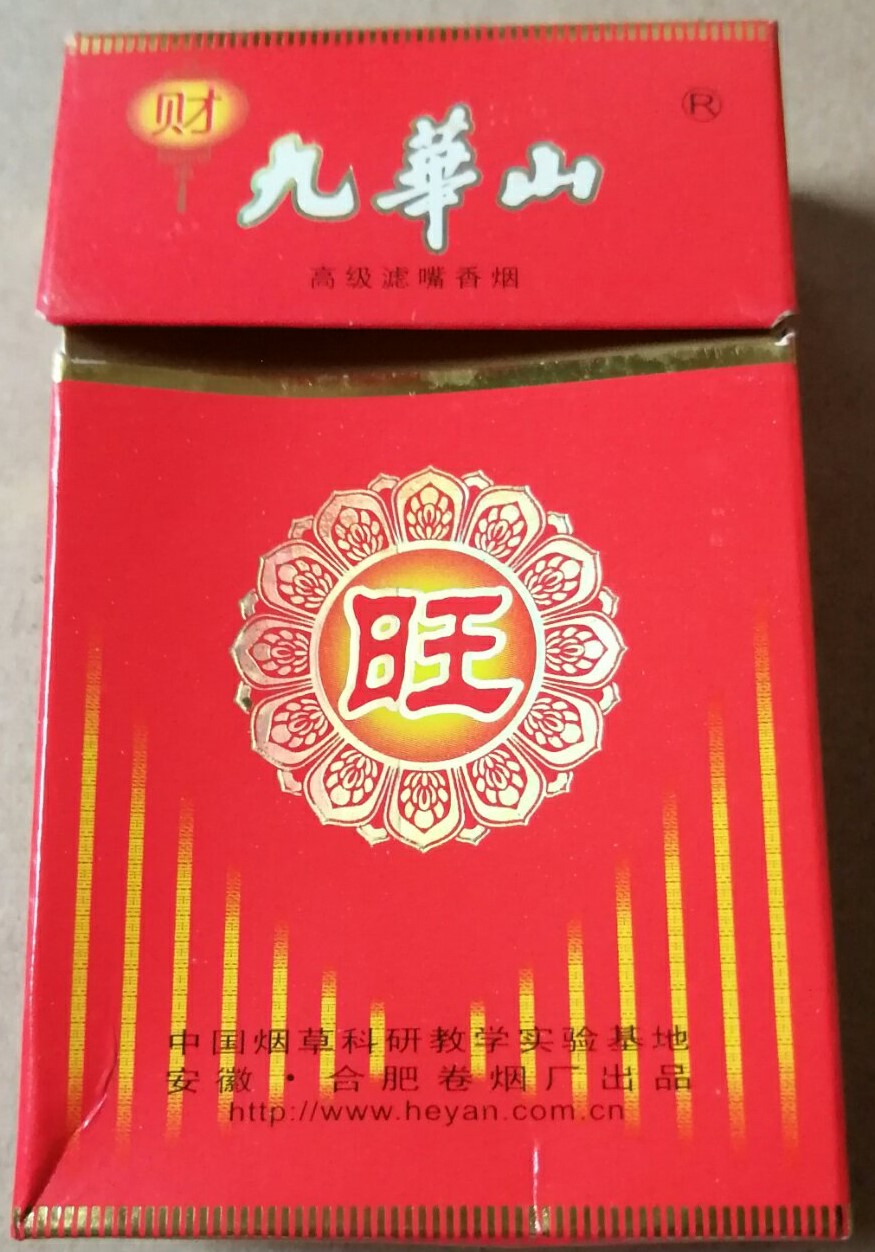 财
®
九華山
高级滤嘴香烟
旺
中国烟草科研教学实验基地
安徽·合肥卷烟厂出品
http://www.heyan.com.cn